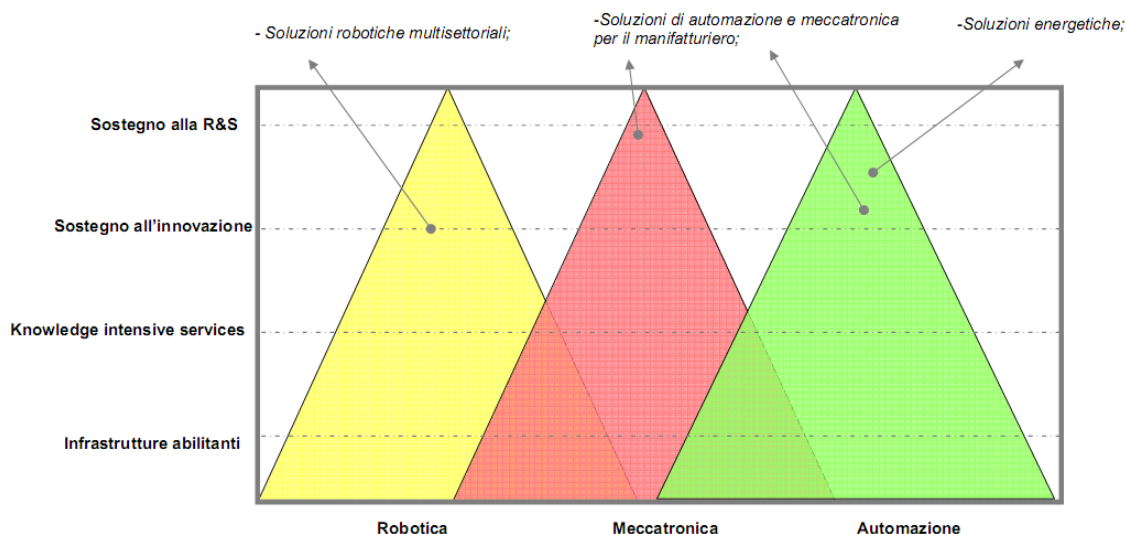 - Soluzioni robotiche multisettoriali;
-Soluzioni di automazione e meccatronica
per il manifatturiero;
-Soluzioni energetiche;
Sostegno alla R&S
Sostegno all'innovazione
Knowledge intensive services
Infrastrutture abilitanti
Robotica
Meccatronica
Automazione